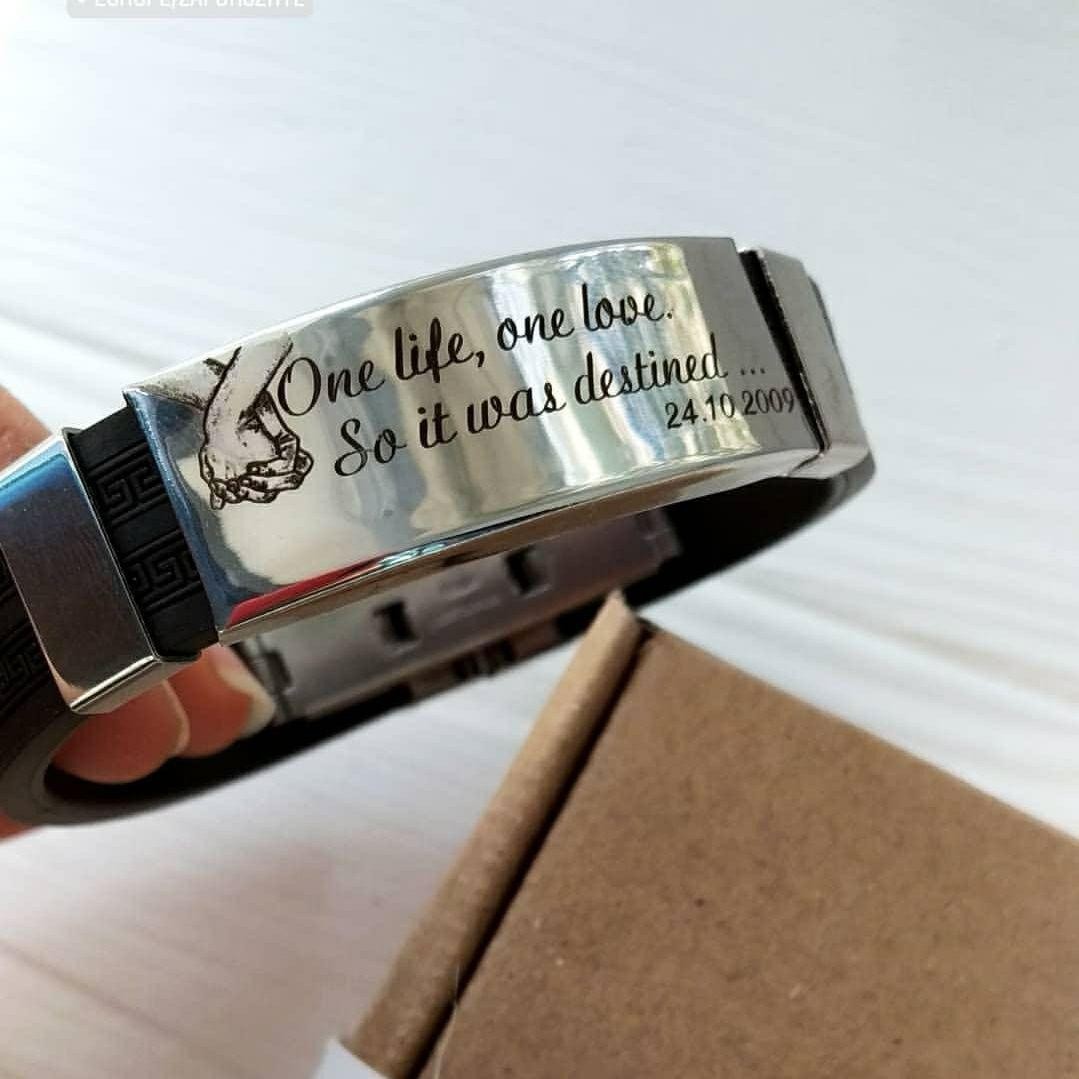 One life, one love.
So it was destined ...
24.10.2009